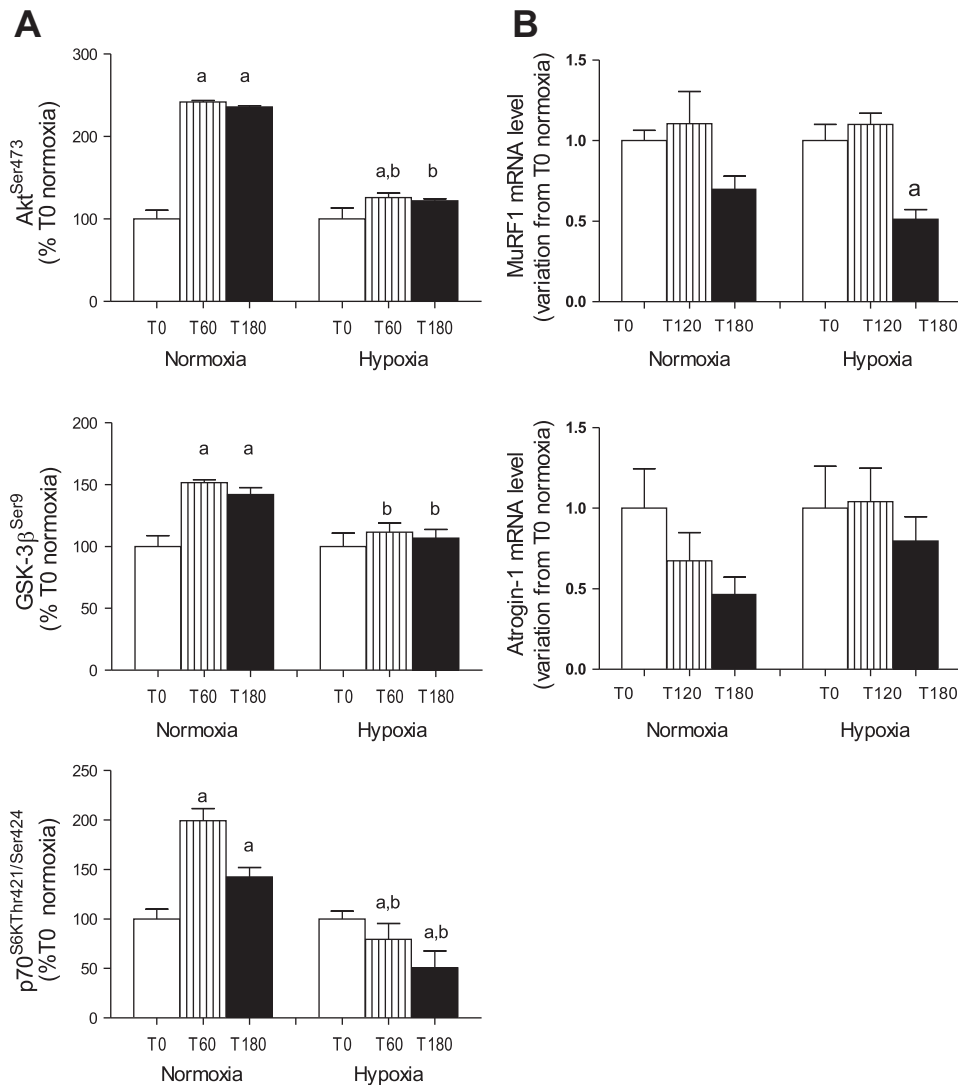 A
Akt^Ser473
(% T0 normoxia)
300
200
100
0
a
a
a,b
b
T0 T60 T180 T0 T60 T180
Normoxia Hypoxia
GSK-3β^Ser9
(% T0 normoxia)
200
150
100
50
0
a
a
b
b
T0 T60 T180 T0 T60 T180
Normoxia Hypoxia
p70^S6KThr421/Ser424
(%T0 normoxia)
250
200
150
100
50
0
a
a
a,b
a,b
T0 T60 T180 T0 T60 T180
Normoxia Hypoxia
B
MuRF1 mRNA level
(variation from T0 normoxia)
1.5
1.0
0.5
0.0
a
T0 T120 T180 T0 T120 T180
Normoxia Hypoxia
Atrogin-1 mRNA level
(variation from T0 normoxia)
1.5
1.0
0.5
0.0
T0 T120 T180 T0 T120 T180
Normoxia Hypoxia